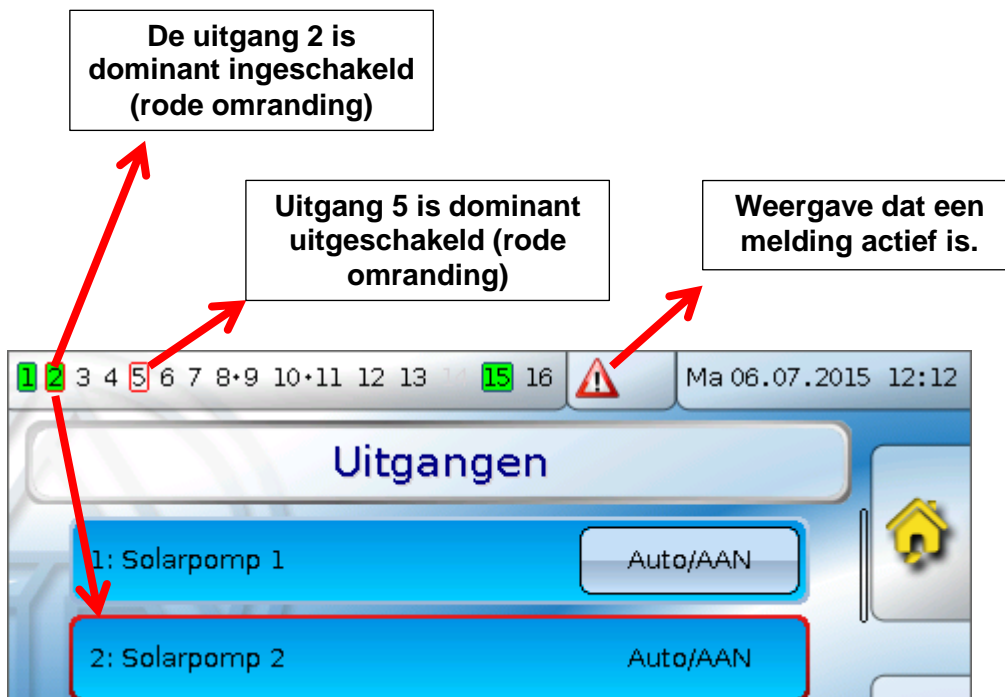 De uitgang 2 is
dominant ingeschakeld
(rode omranding)
Uitgang 5 is dominant
uitgeschakeld (rode
omranding)
Weergave dat een
melding actief is.
1 2 3 4 5 6 7 8·9 10·11 12 13 14 15 16
Ma 06.07.2015 12:12
Uitgangen
1: Solarpomp 1 Auto/AAN
2: Solarpomp 2 Auto/AAN